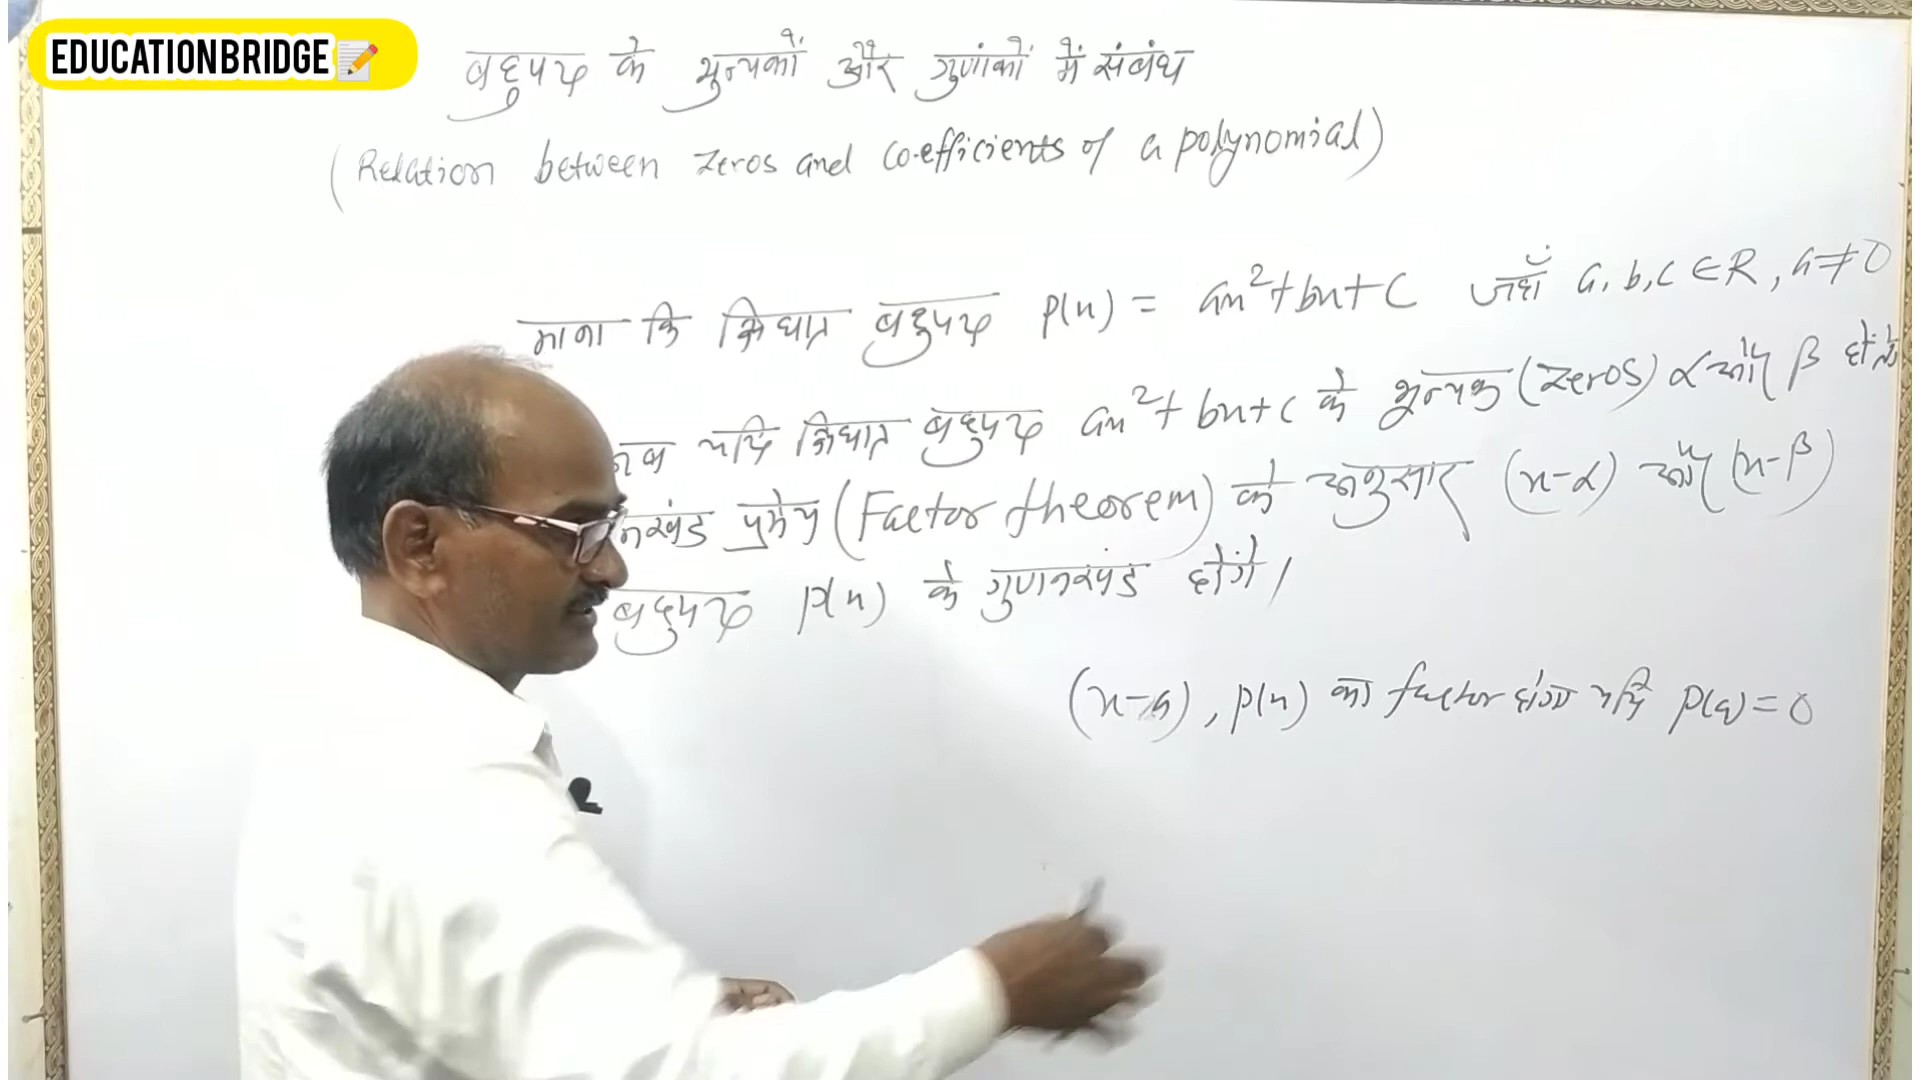 EDUCATIONBRIDGE
बहुपद के शून्यकों और गुणांकों में संबंध
(Relation between zeros and co-efficients of a polynomial)
माना कि द्विघात बहुपद p(x) = ax²+bx+c जहाँ a, b, c ∈ R, a≠0
अब यदि द्विघात बहुपद ax²+bx+c के शून्यक (zeros) α और β होंगे
गुणनखंड प्रमेय (Factor theorem) के अनुसार (x-α) और (x-β)
बहुपद p(x) के गुणनखंड होंगे।
(x-a), p(x) का factor होगा यदि p(a) = 0